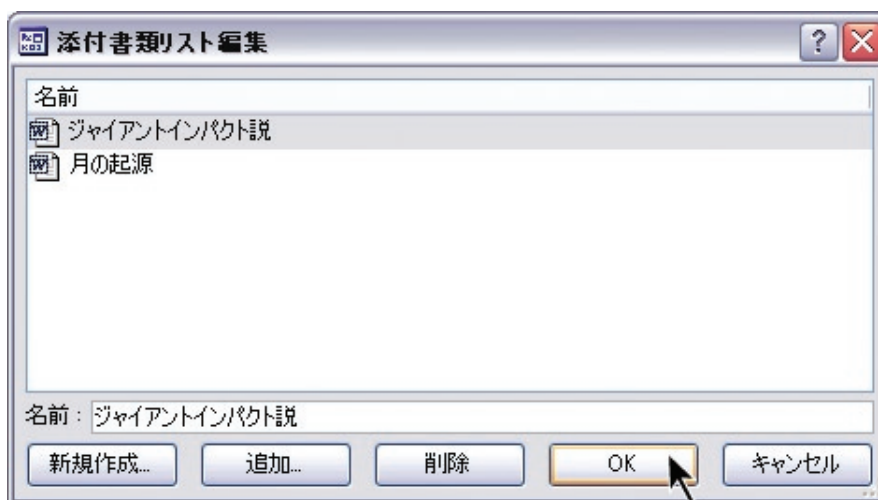 添付書類リスト編集
名前
ジャイアントインパクト説
月の起源
名前：ジャイアントインパクト説
新規作成... 追加... 削除 OK キャンセル